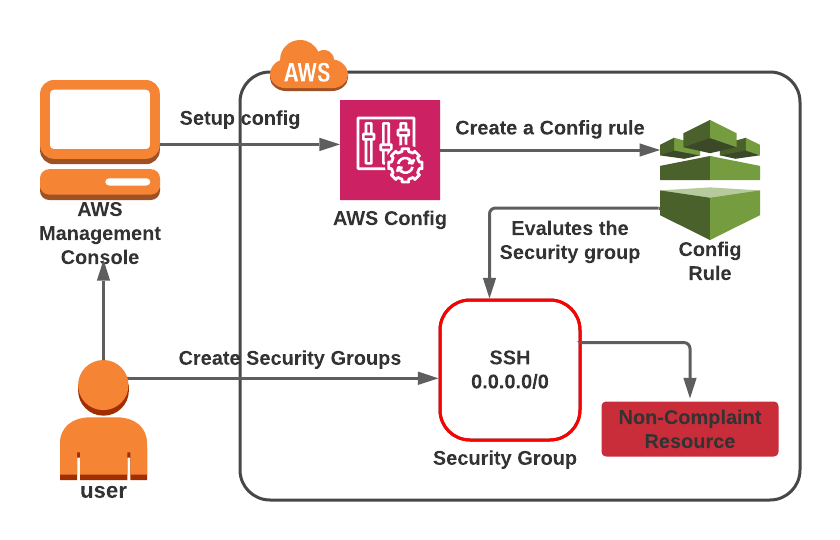 AWS
Setup config
Create a Config rule
AWS
Management
Console
AWS Config
Evalutes the
Security group
Config
Rule
Create Security Groups
SSH
0.0.0.0/0
Non-Complaint
Resource
Security Group
user